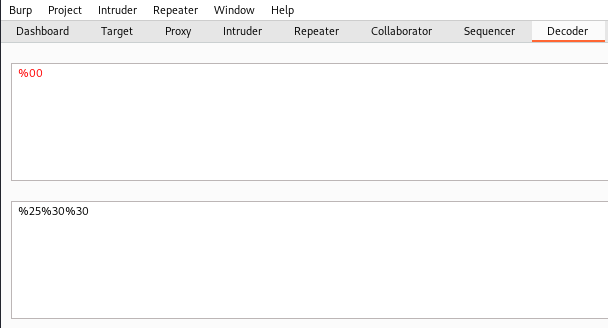 Burp Project Intruder Repeater Window Help
Dashboard Target Proxy Intruder Repeater Collaborator Sequencer Decoder
%00
%25%30%30